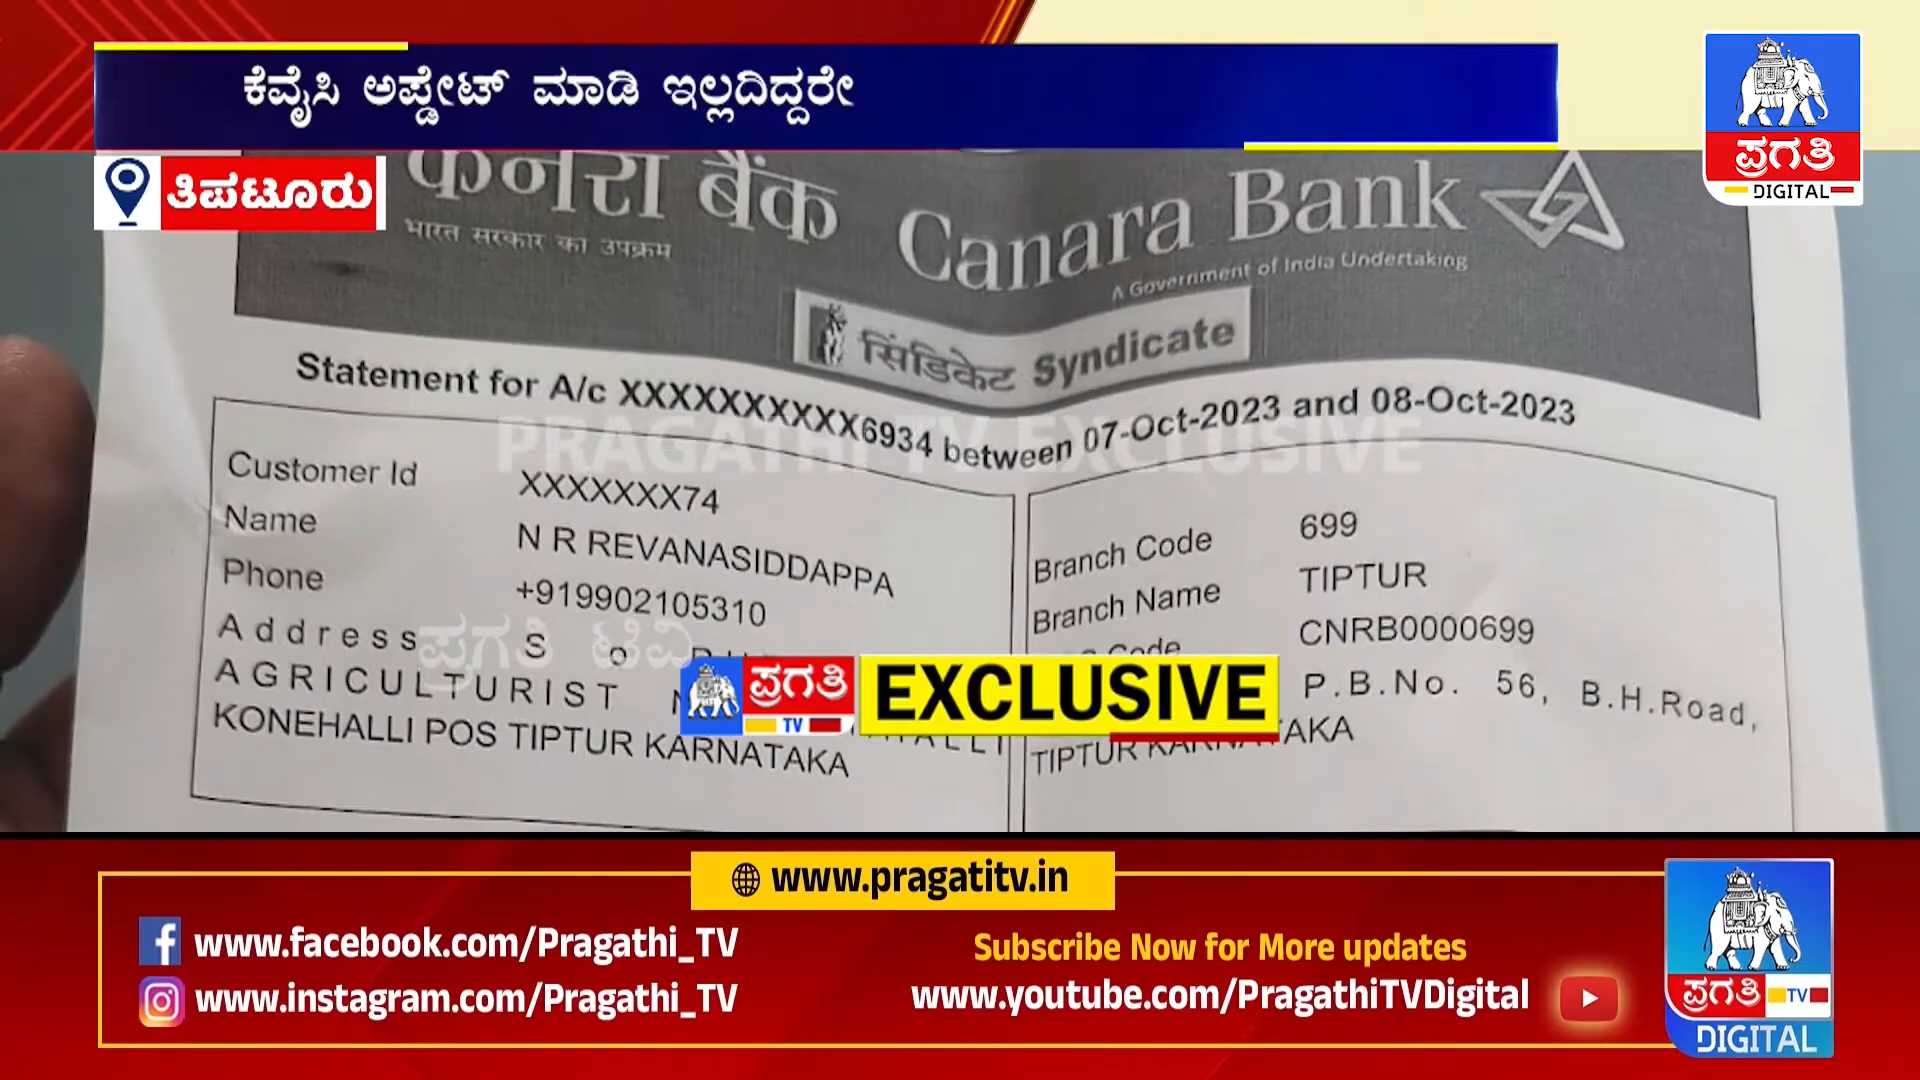 ಕೆವೈಸಿ ಅಪ್ಡೇಟ್ ಮಾಡಿ ಇಲ್ಲದಿದ್ದರೇ
ಪ್ರಗತಿ
DIGITAL
ತಿಪಟೂರು
कनरा बैंक Canara Bank
भारत सरकार का उपक्रम
A Government of India Undertaking
सिंडिकेट Syndicate
Statement for A/c XXXXXXXXXX6934 between 07-Oct-2023 and 08-Oct-2023
PRAGATHI TV EXCLUSIVE
Customer Id XXXXXXX74
Name N R REVANASIDDAPPA
Phone +919902105310
Address S o
AGRICULTURIST
KONEHALLI POS TIPTUR KARNATAKA
Branch Code 699
Branch Name TIPTUR
Code CNRB0000699
P.B.No. 56, B.H.Road,
TIPTUR KARNATAKA
ಪ್ರಗತಿ ಟಿವಿ
ಪ್ರಗತಿ
TV
EXCLUSIVE
www.pragatitv.in
www.facebook.com/Pragathi_TV
www.instagram.com/Pragathi_TV
Subscribe Now for More updates
www.youtube.com/PragathiTVDigital
ಪ್ರಗತಿ TV
DIGITAL